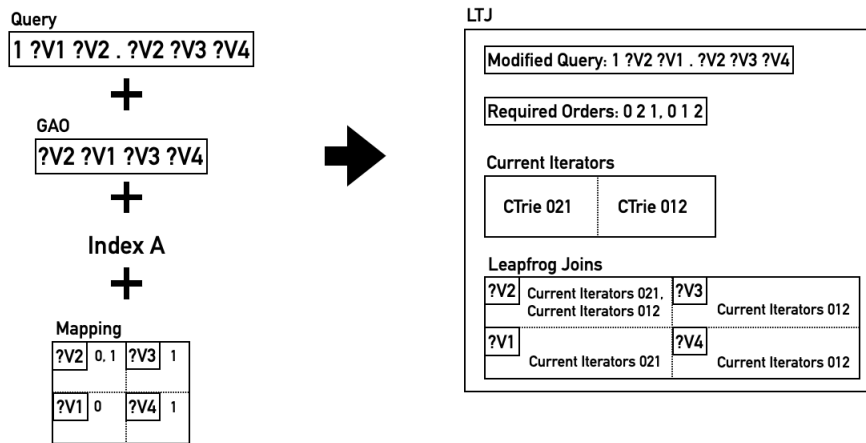 Query
1 ?V1 ?V2 . ?V2 ?V3 ?V4
+
GAO
?V2 ?V1 ?V3 ?V4
+
Index A
+
Mapping
?V2 0, 1 ?V3 1
?V1 0 ?V4 1
LTJ
Modified Query: 1 ?V2 ?V1 . ?V2 ?V3 ?V4
Required Orders: 0 2 1, 0 1 2
Current Iterators
CTrie 021 CTrie 012
Leapfrog Joins
?V2 Current Iterators 021,
Current Iterators 012
?V3 Current Iterators 012
?V1 Current Iterators 021
?V4 Current Iterators 012